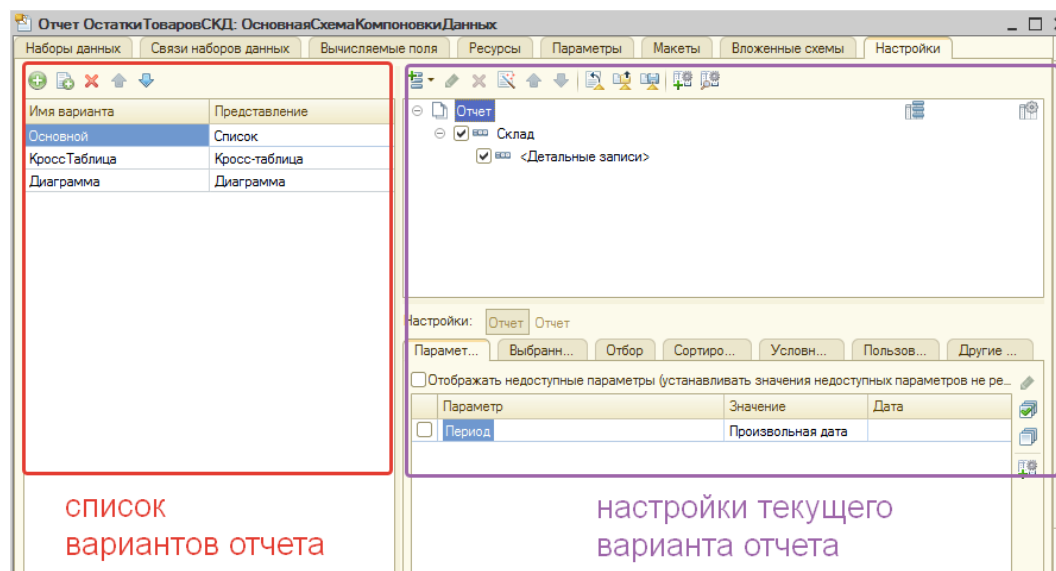 Отчет ОстаткиТоваровСКД: ОсновнаяСхемаКомпоновкиДанных
Наборы данных Связи наборов данных Вычисляемые поля Ресурсы Параметры Макеты Вложенные схемы Настройки
Имя варианта Представление
Основной Список
КроссТаблица Кросс-таблица
Диаграмма Диаграмма
Отчет
Склад
<Детальные записи>
Настройки: Отчет Отчет
Парамет... Выбранн... Отбор Сортиро... Условн... Пользов... Другие ...
Отображать недоступные параметры (устанавливать значения недоступных параметров не ре...
Параметр Значение Дата
Период Произвольная дата
список
вариантов отчета
настройки текущего
варианта отчета